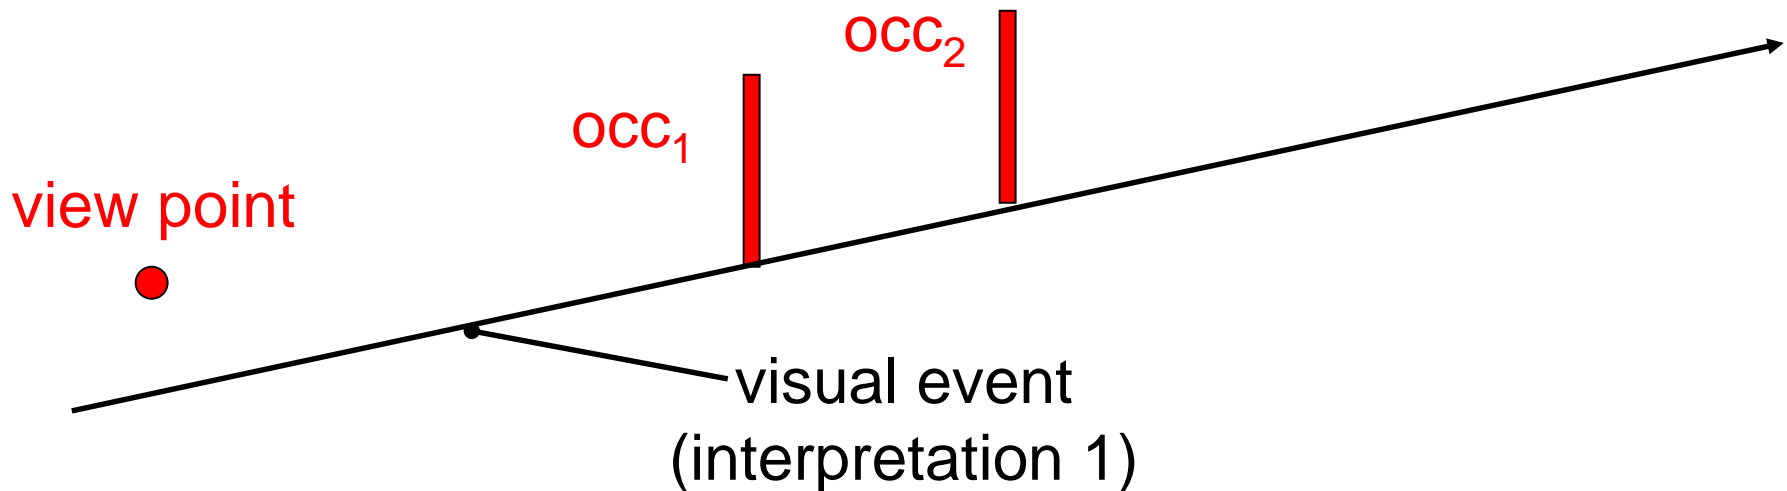 occ₂
occ₁
view point
visual event
(interpretation 1)